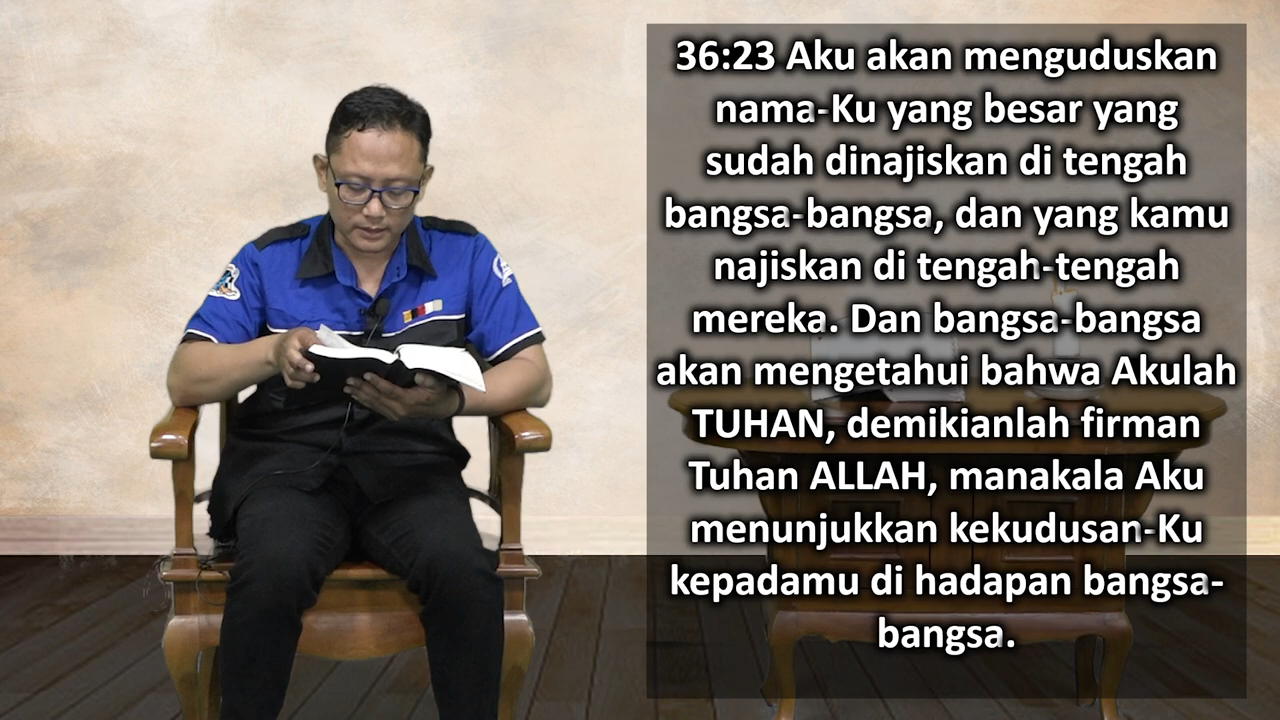 36:23 Aku akan menguduskan
nama-Ku yang besar yang
sudah dinajiskan di tengah
bangsa-bangsa, dan yang kamu
najiskan di tengah-tengah
mereka. Dan bangsa-bangsa
akan mengetahui bahwa Akulah
TUHAN, demikianlah firman
Tuhan ALLAH, manakala Aku
menunjukkan kekudusan-Ku
kepadamu di hadapan bangsa-
bangsa.